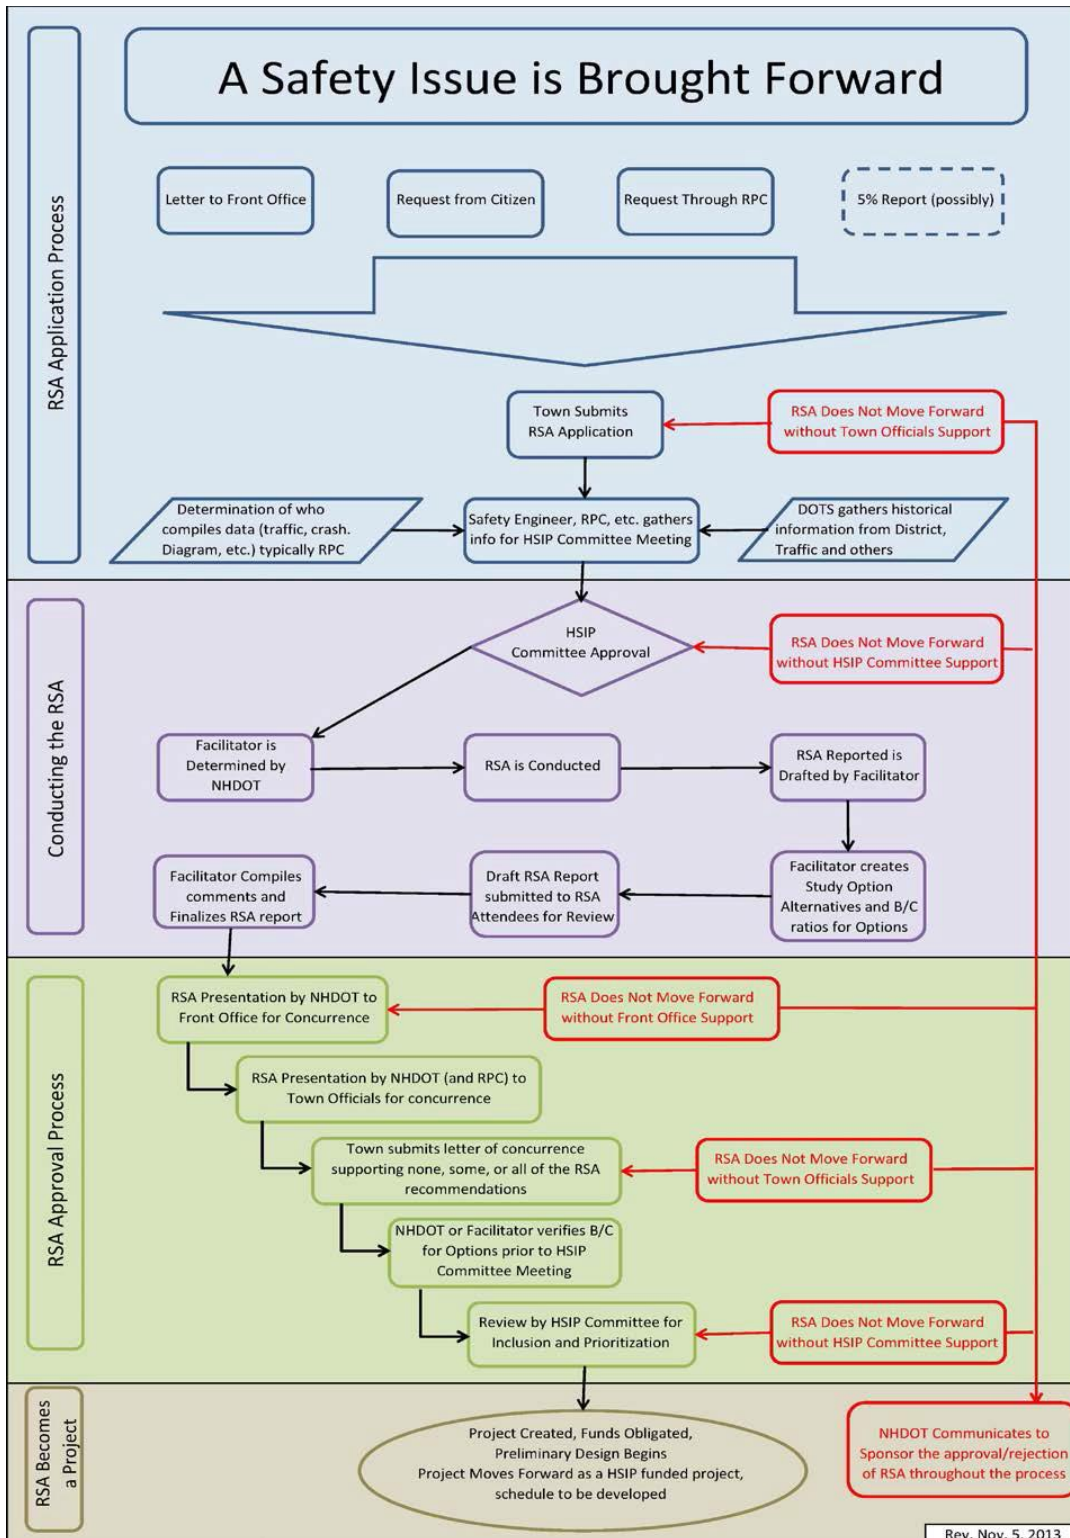 RSA Application Process
A Safety Issue is Brought Forward
Letter to Front Office
Request from Citizen
Request Through RPC
5% Report (possibly)
Town Submits
RSA Application
RSA Does Not Move Forward
without Town Officials Support
Determination of who
compiles data (traffic, crash.
Diagram, etc.) typically RPC
Safety Engineer, RPC, etc. gathers
info for HSIP Committee Meeting
DOTS gathers historical
information from District,
Traffic and others
Conducting the RSA
HSIP
Committee Approval
RSA Does Not Move Forward
without HSIP Committee Support
Facilitator is
Determined by
NHDOT
RSA is Conducted
RSA Reported is
Drafted by Facilitator
Facilitator Compiles
comments and
Finalizes RSA report
Draft RSA Report
submitted to RSA
Attendees for Review
Facilitator creates
Study Option
Alternatives and B/C
ratios for Options
RSA Approval Process
RSA Presentation by NHDOT to
Front Office for Concurrence
RSA Does Not Move Forward
without Front Office Support
RSA Presentation by NHDOT (and RPC) to
Town Officials for concurrence
Town submits letter of concurrence
supporting none, some, or all of the RSA
recommendations
RSA Does Not Move Forward
without Town Officials Support
NHDOT or Facilitator verifies B/C
for Options prior to HSIP
Committee Meeting
Review by HSIP Committee for
Inclusion and Prioritization
RSA Does Not Move Forward
without HSIP Committee Support
RSA Becomes
a Project
Project Created, Funds Obligated,
Preliminary Design Begins
Project Moves Forward as a HSIP funded project,
schedule to be developed
NHDOT Communicates to
Sponsor the approval/rejection
of RSA throughout the process
Rev. Nov. 5, 2013